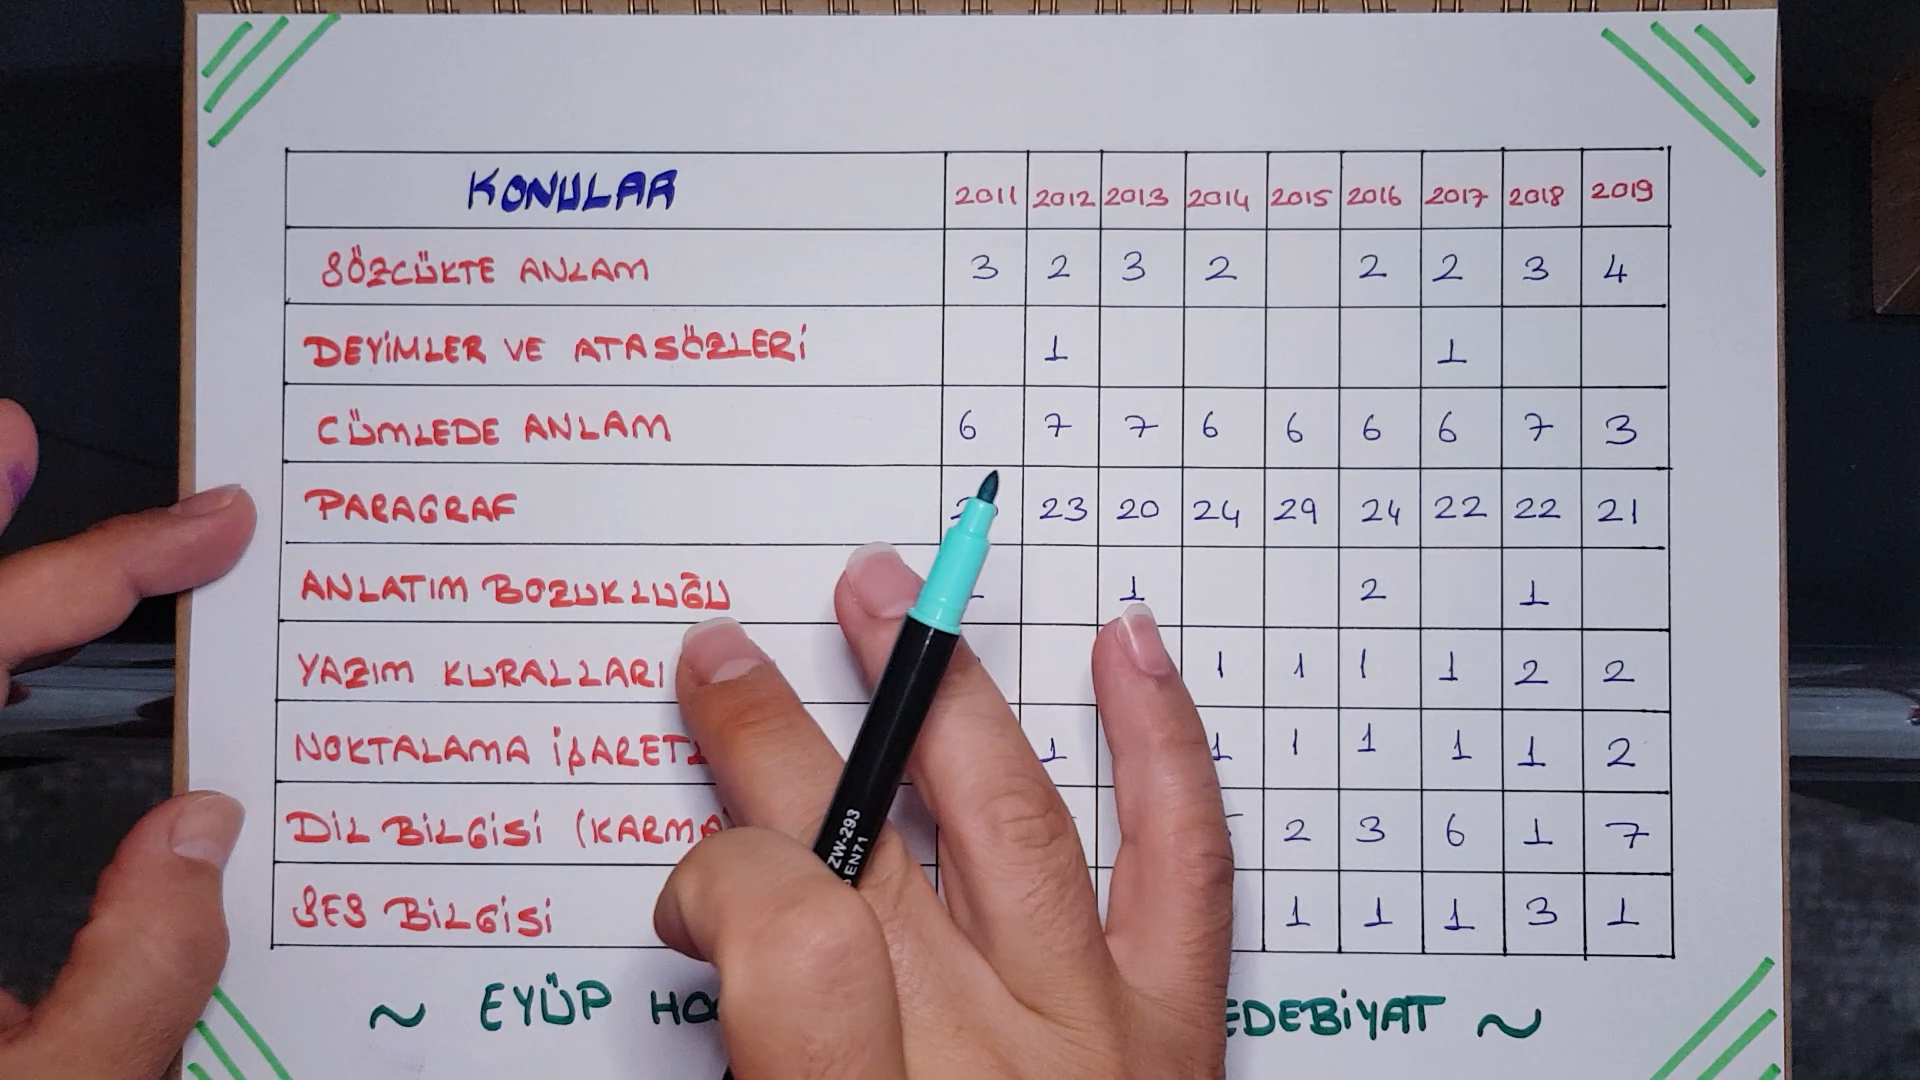 KONULAR 2011 2012 2013 2014 2015 2016 2017 2018 2019
SÖZCÜKTE ANLAM 3 2 3 2 2 2 3 4
DEYİMLER VE ATASÖZLERİ 1 1
CÜMLEDE ANLAM 6 7 7 6 6 6 6 7 3
PARAGRAF 23 20 24 29 24 22 22 21
ANLATIM BOZUKLUĞU 1 2 1
YAZIM KURALLARI 1 1 1 1 2 2
NOKTALAMA 1 1 1 1 1 1 2
DİL BİLGİSİ (KARMA 2 3 6 1 7
SES BİLGİSİ 1 1 1 3 1
~ EYÜP EDEBİYAT ~
ZW-293
EN71